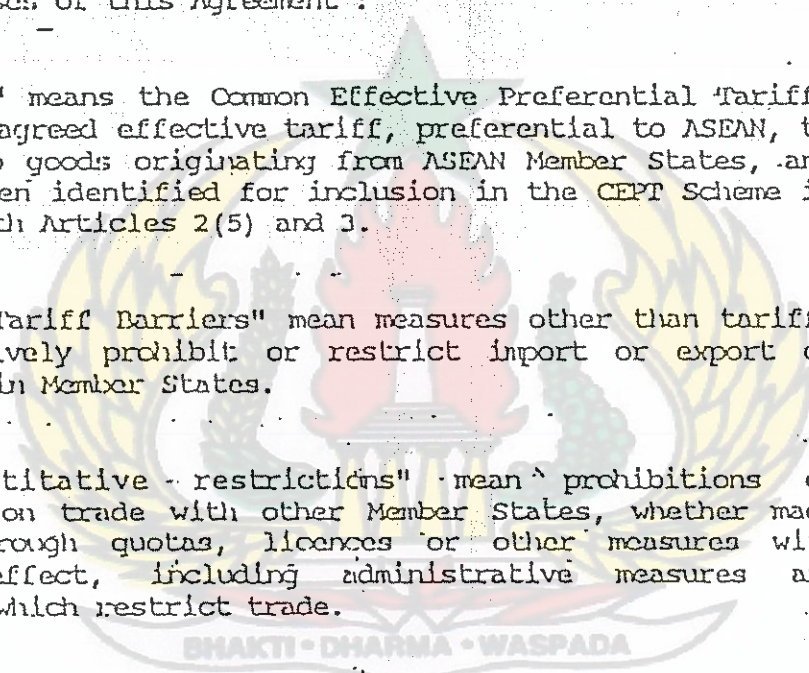 of this Agreement :
" means the Common Effective Preferential Tariff
agreed effective tariff, preferential to ASEAN, t
goods originating from ASEAN Member States, an
en identified for inclusion in the CEPT Scheme i
th Articles 2(5) and 3.
Tariff Barriers" mean measures other than tariff
ively prohibit or restrict import or export o
in Member States.
titative - restrictions" mean prohibitions o
on trade with other Member States, whether mad
rough quotas, licences or other measures wi
effect, including administrative measures a
which restrict trade.
BHAKTI • DHARMA • WASPADA